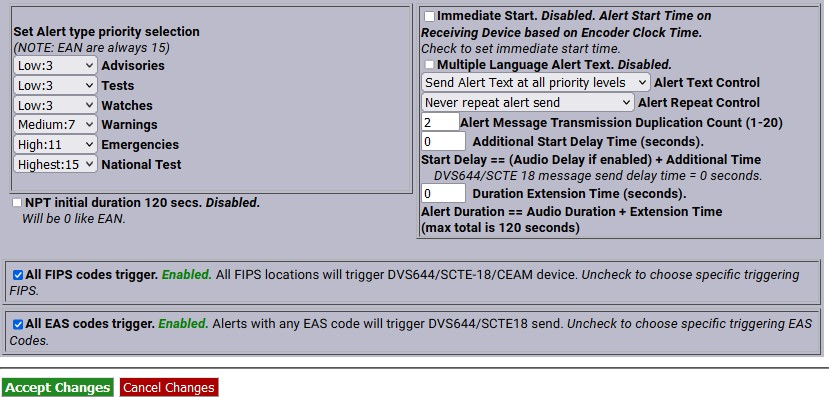 Set Alert type priority selection
(NOTE: EAN are always 15)
Low:3 Advisories
Low:3 Tests
Low:3 Watches
Medium:7 Warnings
High:11 Emergencies
Highest:15 National Test
NPT initial duration 120 secs. Disabled.
Will be 0 like EAN.
Immediate Start. Disabled. Alert Start Time on
Receiving Device based on Encoder Clock Time.
Check to set immediate start time.
Multiple Language Alert Text. Disabled.
Send Alert Text at all priority levels Alert Text Control
Never repeat alert send Alert Repeat Control
2 Alert Message Transmission Duplication Count (1-20)
0 Additional Start Delay Time (seconds).
Start Delay == (Audio Delay if enabled) + Additional Time
DVS644/SCTE 18 message send delay time = 0 seconds.
0 Duration Extension Time (seconds).
Alert Duration == Audio Duration + Extension Time
(max total is 120 seconds)
All FIPS codes trigger. Enabled. All FIPS locations will trigger DVS644/SCTE-18/CEAM device. Uncheck to choose specific triggering
FIPS.
All EAS codes trigger. Enabled. Alerts with any EAS code will trigger DVS644/SCTE18 send. Uncheck to choose specific triggering EAS
Codes.
Accept Changes Cancel Changes